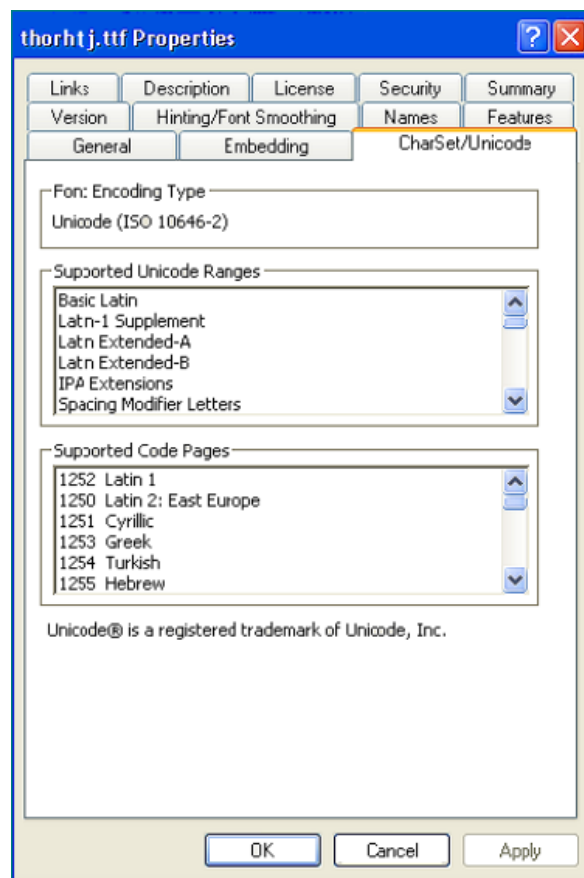 thorhtj.ttf Properties
Links Description License Security Summary
Version Hinting/Font Smoothing Names Features
General Embedding CharSet/Unicode
Font Encoding Type
Unicode (ISO 10646-2)
Supported Unicode Ranges
Basic Latin
Latn-1 Supplement
Latn Extended-A
Latn Extended-B
IPA Extensions
Spacing Modifier Letters
Supported Code Pages
1252 Latin 1
1250 Latin 2: East Europe
1251 Cyrillic
1253 Greek
1254 Turkish
1255 Hebrew
Unicode® is a registered trademark of Unicode, Inc.
OK Cancel Apply